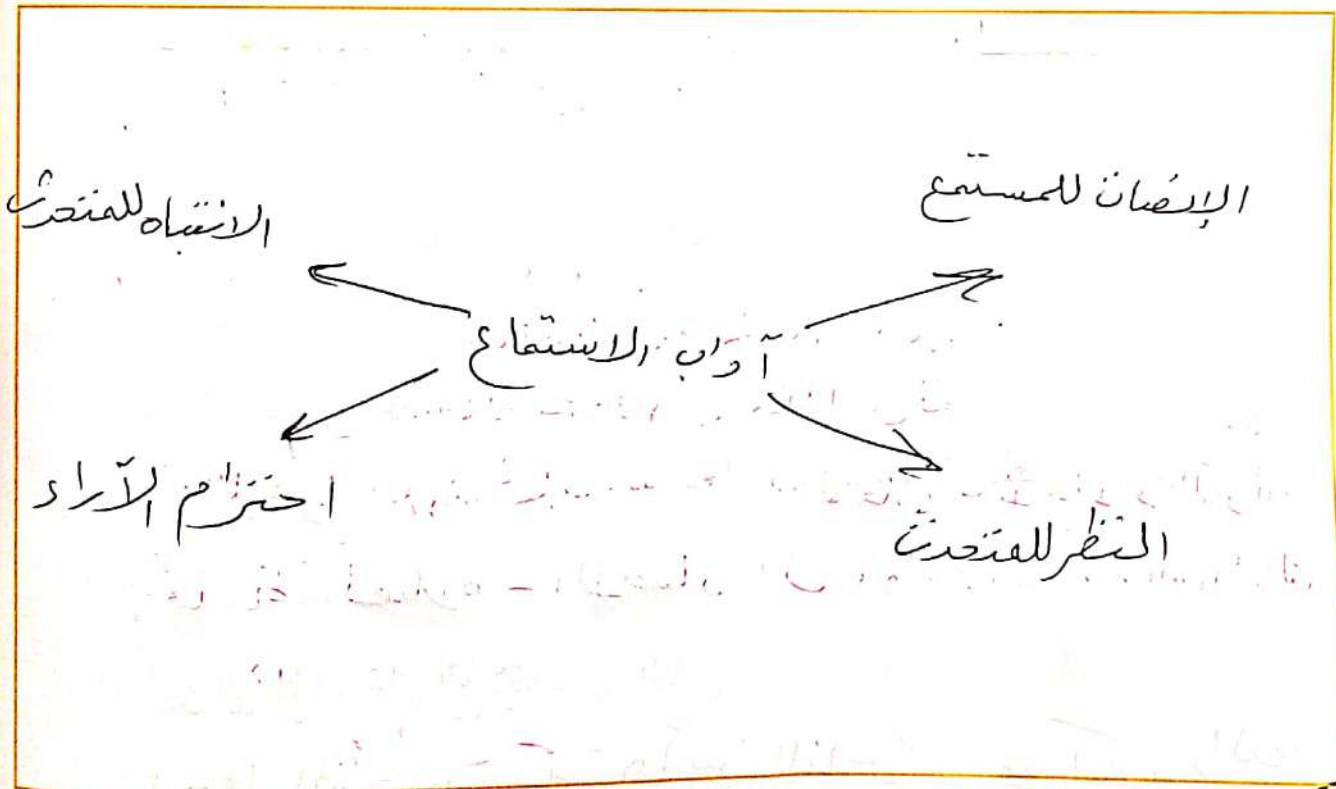 الإنصات للمستمع
الانتباه للمتحدث
آداب الاستماع
احترام الآراء
النظر للمتحدث